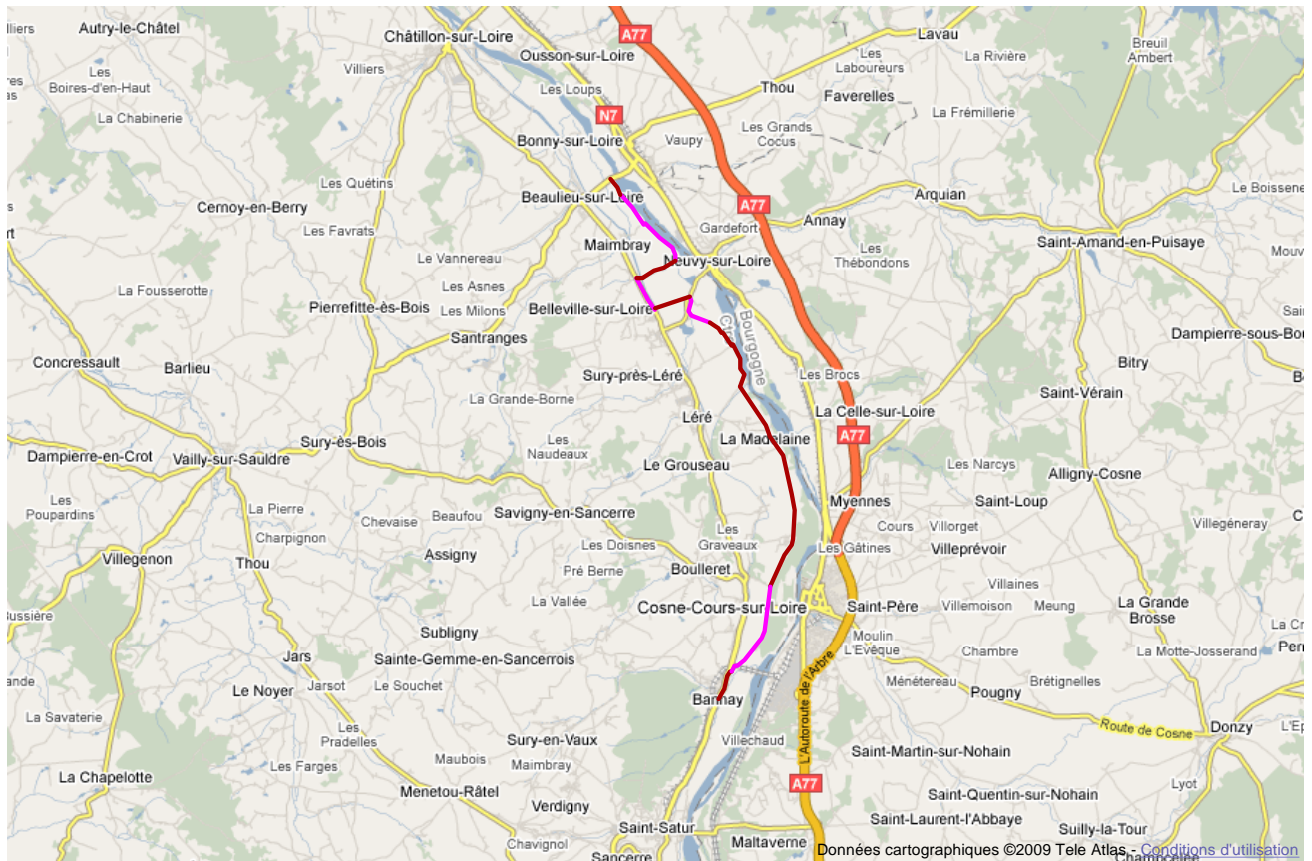 Autry-le-Châtel
Châtillon-sur-Loire
A77
Lavau
Ousson-sur-Loire
Villiers
Les
Boires-d'en-Haut
Les Loups
Les
Laboureurs
La Rivière
Breuil
Ambert
Thou
Faverelles
La Chabinerie
N7
La Frémillerie
Bonny-sur-Loire
Vaupy
Les Grands
Cocus
Les Quétins
Beaulieu-sur-Loire
A77
Arquian
Le Boissene
Cernoy-en-Berry
Les Favrats
Maimbray
Gardefort
Annay
Saint-Amand-en-Puisaye
Le Vannereau
Neuvy-sur-Loire
Les
Thébondons
La Fousserotte
Les Asnes
Pierrefitte-ès-Bois
Les Milons
Belleville-sur-Loire
Bourgogne
Santranges
Dampierre-sous-Bo
Concressault
Barlieu
Sury-près-Léré
Les Brocs
Bitry
La Grande-Borne
Saint-Vérain
Léré
La Celle-sur-Loire
A77
Sury-ès-Bois
Les
Naudeaux
La Madelaine
Dampierre-en-Crot
Vailly-sur-Sauldre
Le Grouseau
Les Narcys
Alligny-Cosne
Les
Poupardins
La Pierre
Savigny-en-Sancerre
Myennes
Saint-Loup
Chevaise
Beaufou
Cours
Villorget
Villegéneray
Charpignon
Les
Graveaux
Les Doisnes
Les Gâtines
Villeprévoir
Villegenon
Thou
Assigny
Pré Berne
Boulleret
Villaines
La Vallée
Cosne-Cours-sur-Loire
Saint-Père
Villemoison
Meung
La Grande
Brosse
Bussière
Subligny
Moulin
L'Evêque
Jars
Sainte-Gemme-en-Sancerrois
Chambre
La Motte-Josserand
Le Noyer
Jarsot
Le Souchet
Bannay
L'Autoroute de l'Arbre
Ménétereau
Pougny
Brétignelles
La Savaterie
Les
Pradelles
Sury-en-Vaux
Villechaud
Route de Cosne
Donzy
Les Farges
Maubois
Maimbray
Saint-Martin-sur-Nohain
La Chapelotte
Menetou-Râtel
A77
Lyot
Verdigny
Saint-Quentin-sur-Nohain
Saint-Satur
Saint-Laurent-l'Abbaye
Suilly-la-Tour
Chavignol
Maltaverne
Sancerre
Données cartographiques ©2009 Tele Atlas - Conditions d'utilisation